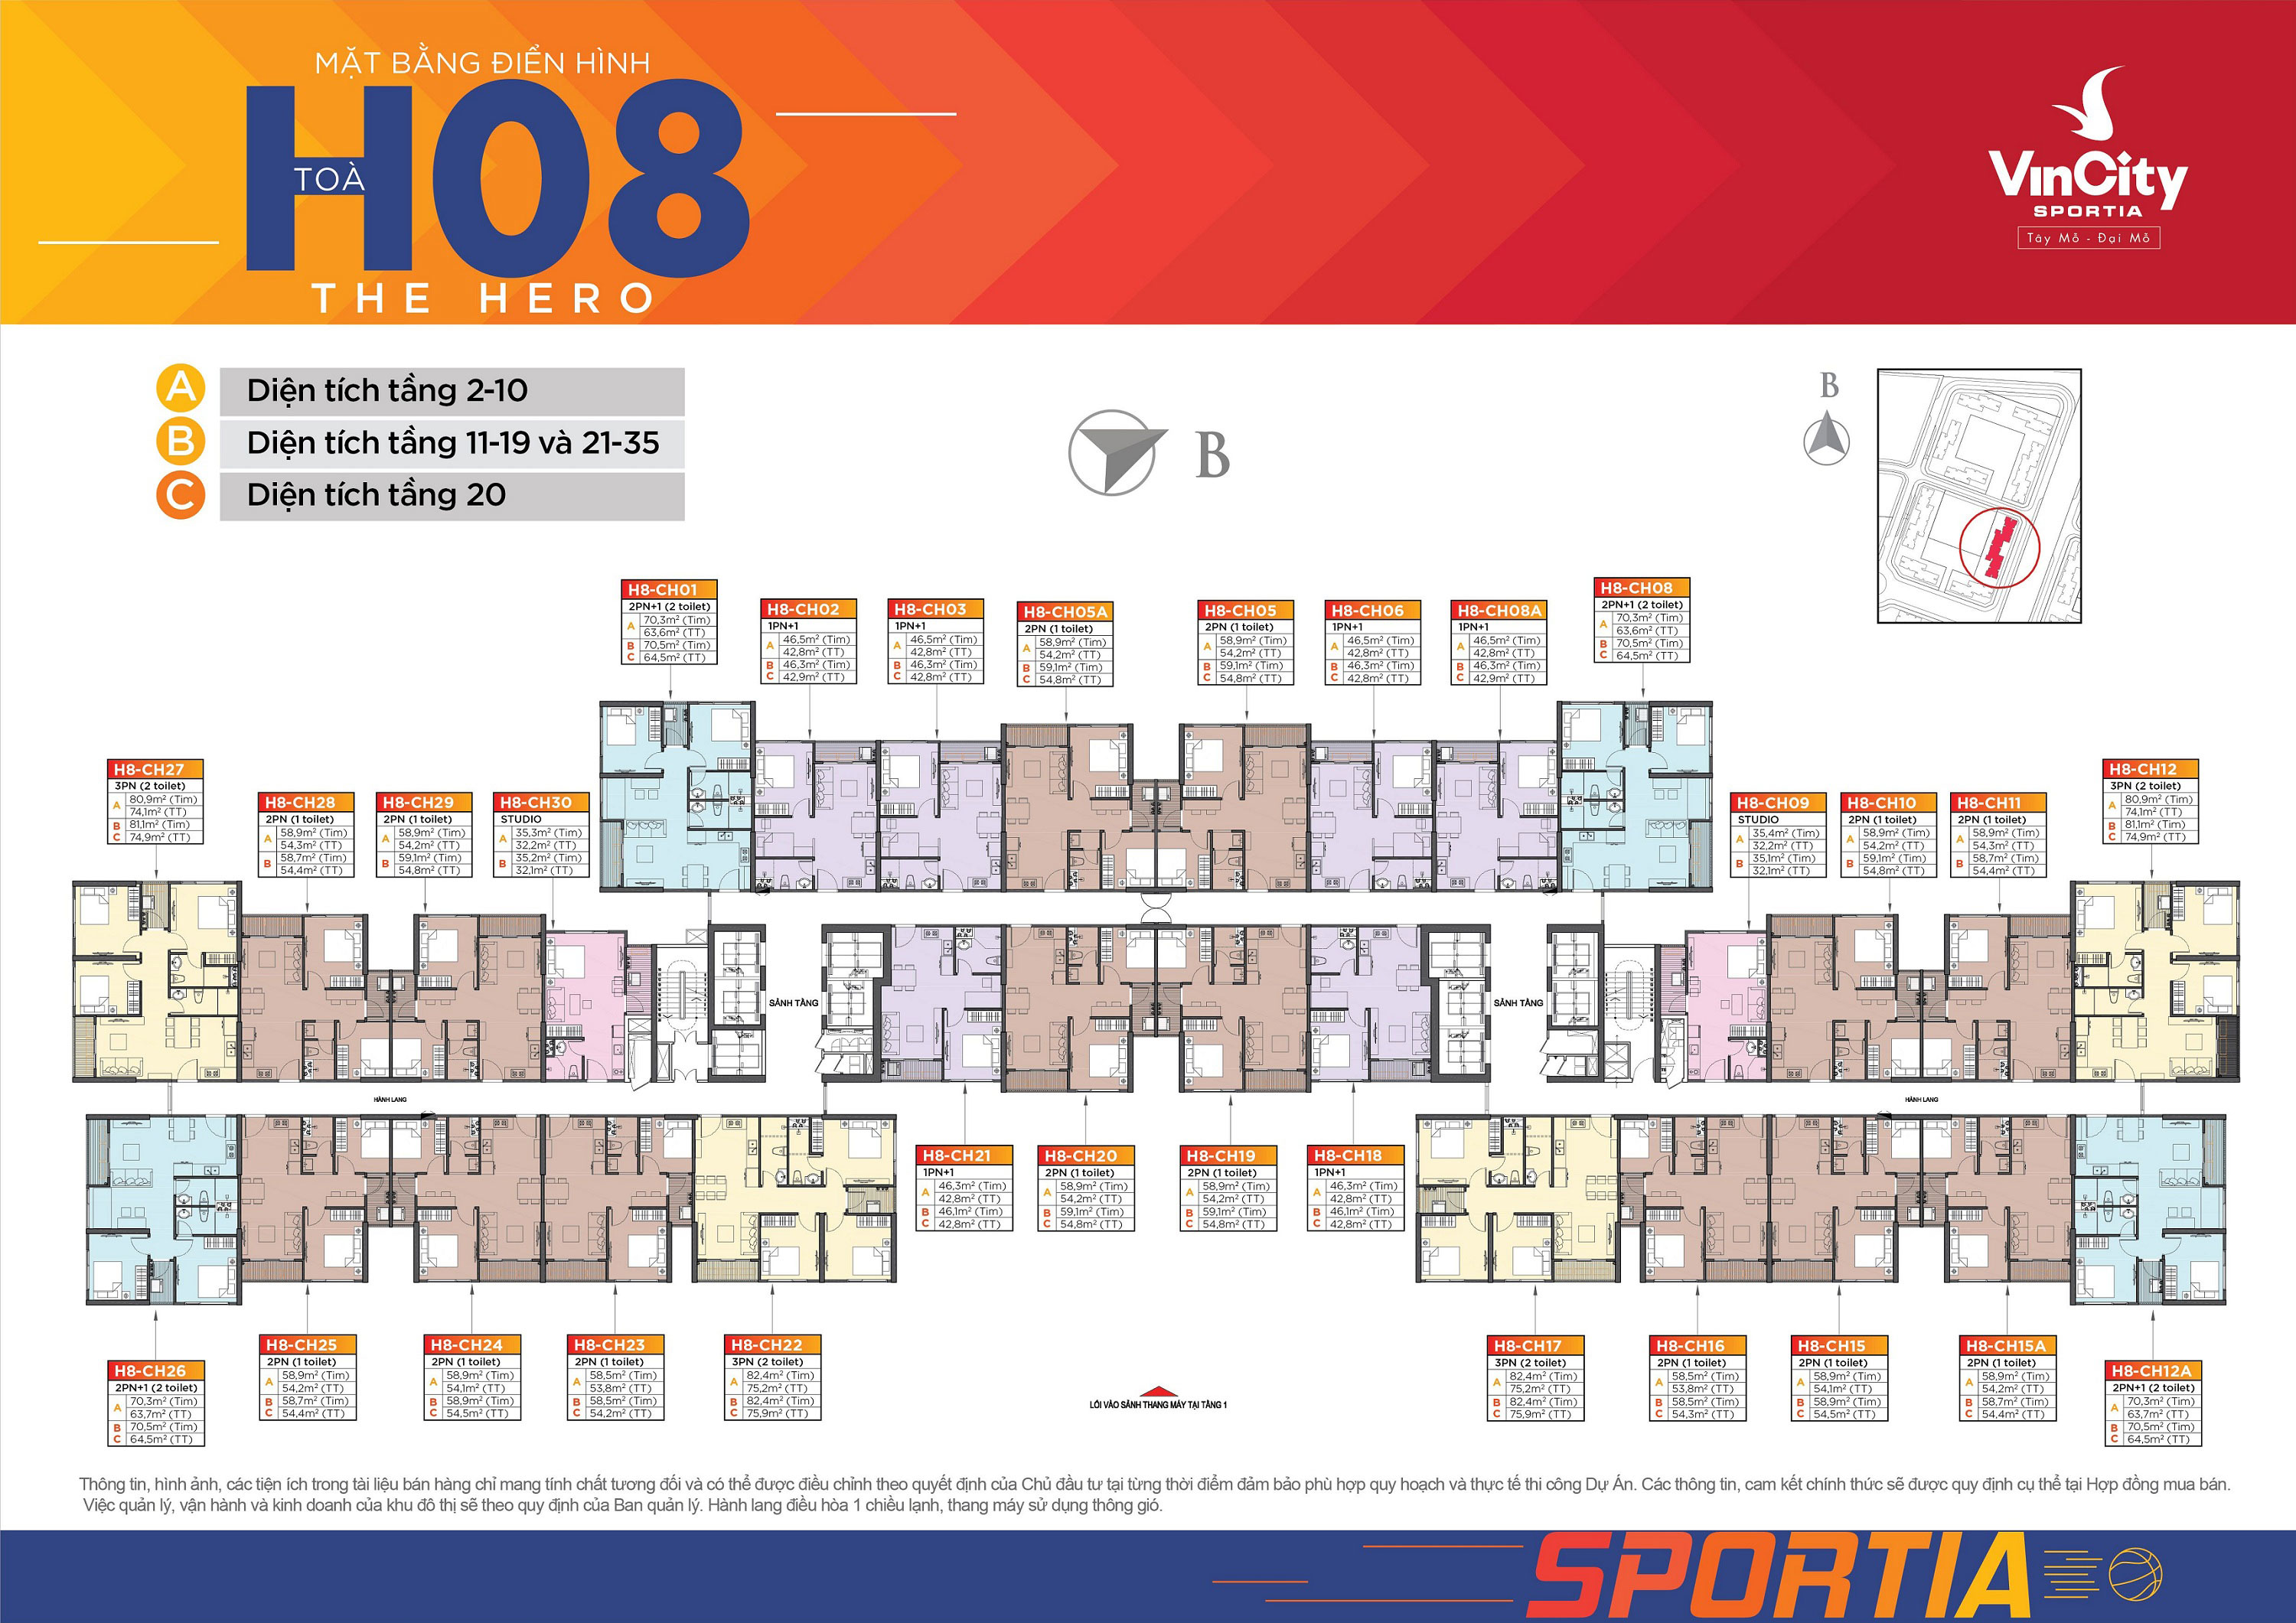 MẶT BẰNG ĐIỂN HÌNH
TOÀ
H08
THE HERO
VinCity
SPORTIA
Tây Mỗ - Đại Mỗ
A Diện tích tầng 2-10
B Diện tích tầng 11-19 và 21-35
C Diện tích tầng 20
B
B
H8-CH01
2PN+1 (2 toilet)
A 70,3m² (Tim)
63,6m² (TT)
B 70,5m² (Tim)
C 64,5m² (TT)
H8-CH02
1PN+1
A 46,5m² (Tim)
42,8m² (TT)
B 46,3m² (Tim)
C 42,9m² (TT)
H8-CH03
1PN+1
A 46,5m² (Tim)
42,8m² (TT)
B 46,3m² (Tim)
C 42,8m² (TT)
H8-CH05A
2PN (1 toilet)
A 58,9m² (Tim)
54,2m² (TT)
B 59,1m² (Tim)
C 54,8m² (TT)
H8-CH05
2PN (1 toilet)
A 58,9m² (Tim)
54,2m² (TT)
B 59,1m² (Tim)
C 54,8m² (TT)
H8-CH06
1PN+1
A 46,5m² (Tim)
42,8m² (TT)
B 46,3m² (Tim)
C 42,8m² (TT)
H8-CH08A
1PN+1
A 46,5m² (Tim)
42,8m² (TT)
B 46,3m² (Tim)
C 42,9m² (TT)
H8-CH08
2PN+1 (2 toilet)
A 70,3m² (Tim)
63,6m² (TT)
B 70,5m² (Tim)
C 64,5m² (TT)
H8-CH27
3PN (2 toilet)
A 80,9m² (Tim)
74,1m² (TT)
B 81,1m² (Tim)
C 74,9m² (TT)
H8-CH28
2PN (1 toilet)
A 58,9m² (Tim)
54,3m² (TT)
B 58,7m² (Tim)
54,4m² (TT)
H8-CH29
2PN (1 toilet)
A 58,9m² (Tim)
54,2m² (TT)
B 59,1m² (Tim)
54,8m² (TT)
H8-CH30
STUDIO
A 35,3m² (Tim)
32,2m² (TT)
B 35,2m² (Tim)
32,1m² (TT)
H8-CH09
STUDIO
A 35,4m² (Tim)
32,2m² (TT)
B 35,1m² (Tim)
32,1m² (TT)
H8-CH10
2PN (1 toilet)
A 58,9m² (Tim)
54,2m² (TT)
B 59,1m² (Tim)
54,8m² (TT)
H8-CH11
2PN (1 toilet)
A 58,9m² (Tim)
54,3m² (TT)
B 58,7m² (Tim)
54,4m² (TT)
H8-CH12
3PN (2 toilet)
A 80,9m² (Tim)
74,1m² (TT)
B 81,1m² (Tim)
C 74,9m² (TT)
SẢNH TẦNG
SẢNH TẦNG
HÀNH LANG
HÀNH LANG
H8-CH21
1PN+1
A 46,3m² (Tim)
42,8m² (TT)
B 46,1m² (Tim)
C 42,8m² (TT)
H8-CH20
2PN (1 toilet)
A 58,9m² (Tim)
54,2m² (TT)
B 59,1m² (Tim)
C 54,8m² (TT)
H8-CH19
2PN (1 toilet)
A 58,9m² (Tim)
54,2m² (TT)
B 59,1m² (Tim)
C 54,8m² (TT)
H8-CH18
1PN+1
A 46,3m² (Tim)
42,8m² (TT)
B 46,1m² (Tim)
C 42,8m² (TT)
H8-CH26
2PN+1 (2 toilet)
A 70,3m² (Tim)
63,7m² (TT)
B 70,5m² (Tim)
C 64,5m² (TT)
H8-CH25
2PN (1 toilet)
A 58,9m² (Tim)
54,2m² (TT)
B 58,7m² (Tim)
C 54,4m² (TT)
H8-CH24
2PN (1 toilet)
A 58,9m² (Tim)
54,1m² (TT)
B 58,9m² (Tim)
C 54,5m² (TT)
H8-CH23
2PN (1 toilet)
A 58,5m² (Tim)
53,8m² (TT)
B 58,5m² (Tim)
C 54,2m² (TT)
H8-CH22
3PN (2 toilet)
A 82,4m² (Tim)
75,2m² (TT)
B 82,4m² (Tim)
C 75,9m² (TT)
H8-CH17
3PN (2 toilet)
A 82,4m² (Tim)
75,2m² (TT)
B 82,4m² (Tim)
C 75,9m² (TT)
H8-CH16
2PN (1 toilet)
A 58,5m² (Tim)
53,8m² (TT)
B 58,5m² (Tim)
C 54,3m² (TT)
H8-CH15
2PN (1 toilet)
A 58,9m² (Tim)
54,1m² (TT)
B 58,9m² (Tim)
C 54,5m² (TT)
H8-CH15A
2PN (1 toilet)
A 58,9m² (Tim)
54,2m² (TT)
B 58,7m² (Tim)
C 54,4m² (TT)
H8-CH12A
2PN+1 (2 toilet)
A 70,3m² (Tim)
63,7m² (TT)
B 70,5m² (Tim)
C 64,5m² (TT)
LỐI VÀO SẢNH THANG MÁY TẠI TẦNG 1
Thông tin, hình ảnh, các tiện ích trong tài liệu bán hàng chỉ mang tính chất tương đối và có thể được điều chỉnh theo quyết định của Chủ đầu tư tại từng thời điểm đảm bảo phù hợp quy hoạch và thực tế thi công Dự Án. Các thông tin, cam kết chính thức sẽ được quy định cụ thể tại Hợp đồng mua bán.
Việc quản lý, vận hành và kinh doanh của khu đô thị sẽ theo quy định của Ban quản lý. Hành lang điều hòa 1 chiều lạnh, thang máy sử dụng thông gió.
SPORTIA